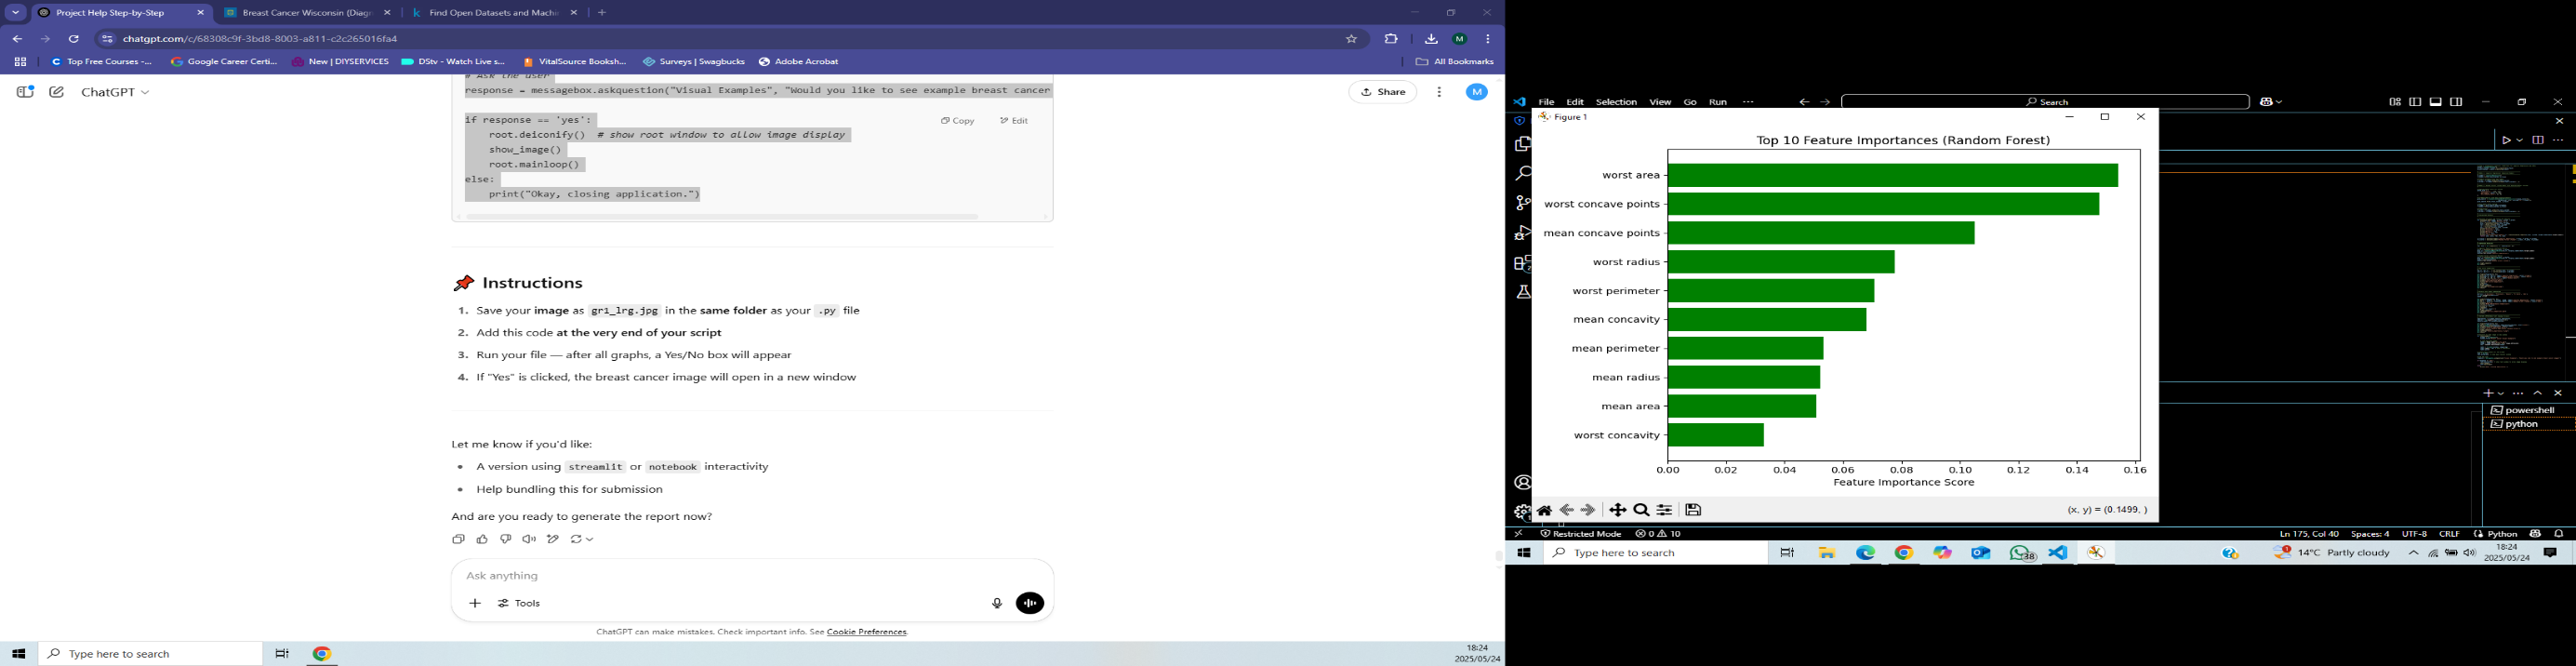 Project Help Step-by-Step
Breast Cancer Wisconsin (Diagn
Find Open Datasets and Machi
chatgpt.com/c/68308c9f-3bd8-8003-a811-c2c265016fa4
M
Top Free Courses -...
Google Career Certi...
New | DIYSERVICES
DStv - Watch Live s...
VitalSource Booksh...
Surveys | Swagbucks
Adobe Acrobat
All Bookmarks
ChatGPT
Share
M
# Ask the user
response = messagebox.askquestion("Visual Examples", "Would you like to see example breast cancer
Copy
Edit
if response == 'yes':
root.deiconify() # show root window to allow image display
show_image()
root.mainloop()
else:
print("Okay, closing application.")
Instructions
1. Save your image as gr1_lrg.jpg in the same folder as your .py file
2. Add this code at the very end of your script
3. Run your file — after all graphs, a Yes/No box will appear
4. If "Yes" is clicked, the breast cancer image will open in a new window
Let me know if you'd like:
• A version using streamlit or notebook interactivity
• Help bundling this for submission
And are you ready to generate the report now?
Ask anything
Tools
ChatGPT can make mistakes. Check important info. See Cookie Preferences.
Type here to search
18:24
2025/05/24
File Edit Selection View Go Run ...
Search
Figure 1
Top 10 Feature Importances (Random Forest)
worst area
worst concave points
mean concave points
worst radius
worst perimeter
mean concavity
mean perimeter
mean radius
mean area
worst concavity
0.00 0.02 0.04 0.06 0.08 0.10 0.12 0.14 0.16
Feature Importance Score
(x, y) = (0.1499, )
powershell
python
Restricted Mode 0 10
Ln 175, Col 40 Spaces: 4 UTF-8 CRLF Python
Type here to search
38
14°C Partly cloudy
18:24
2025/05/24